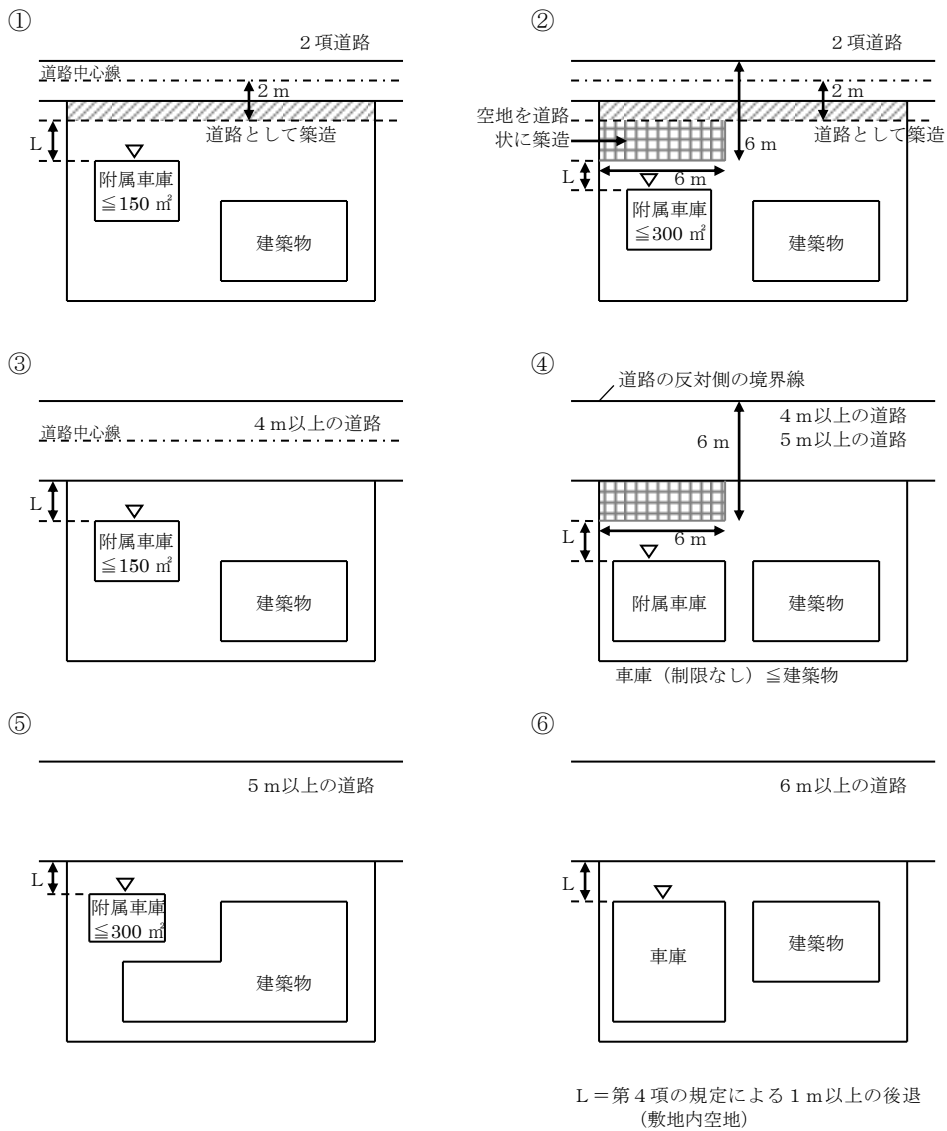 ①
２項道路
道路中心線
２ｍ
道路として築造
L
附属車庫
≦150 ㎡
建築物
②
２項道路
２ｍ
空地を道路
状に築造
道路として築造
６ｍ
L
６ｍ
附属車庫
≦300 ㎡
建築物
③
４ｍ以上の道路
道路中心線
L
附属車庫
≦150 ㎡
建築物
④
道路の反対側の境界線
４ｍ以上の道路
５ｍ以上の道路
６ｍ
L
６ｍ
附属車庫
建築物
車庫（制限なし）≦建築物
⑤
５ｍ以上の道路
L
附属車庫
≦300 ㎡
建築物
⑥
６ｍ以上の道路
L
車庫
建築物
L＝第４項の規定による１ｍ以上の後退
（敷地内空地）